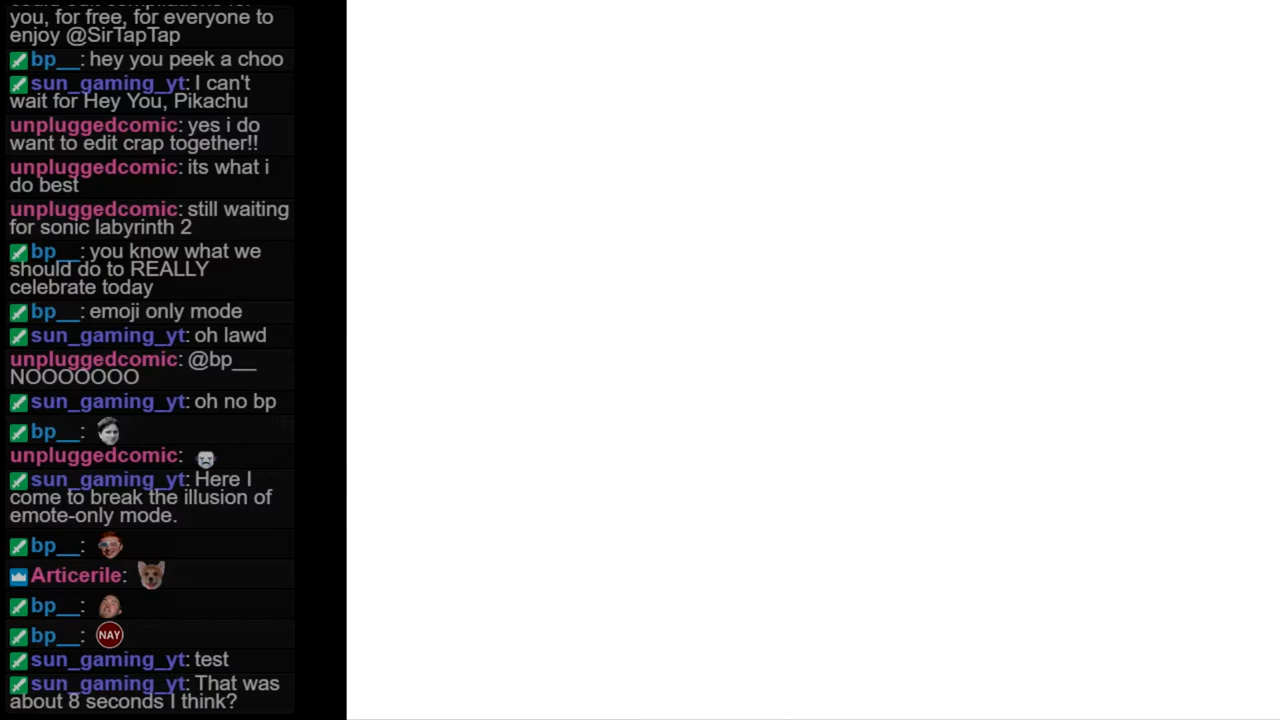 you, for free, for everyone to
enjoy @SirTapTap
bp__: hey you peek a choo
sun_gaming_yt: I can't
wait for Hey You, Pikachu
unpluggedcomic: yes i do
want to edit crap together!!
unpluggedcomic: its what i
do best
unpluggedcomic: still waiting
for sonic labyrinth 2
bp__: you know what we
should do to REALLY
celebrate today
bp__: emoji only mode
sun_gaming_yt: oh lawd
unpluggedcomic: @bp__
NOOOOOOO
sun_gaming_yt: oh no bp
bp__:
unpluggedcomic:
sun_gaming_yt: Here I
come to break the illusion of
emote-only mode.
bp__:
Articerile:
bp__:
bp__: NAY
sun_gaming_yt: test
sun_gaming_yt: That was
about 8 seconds I think?